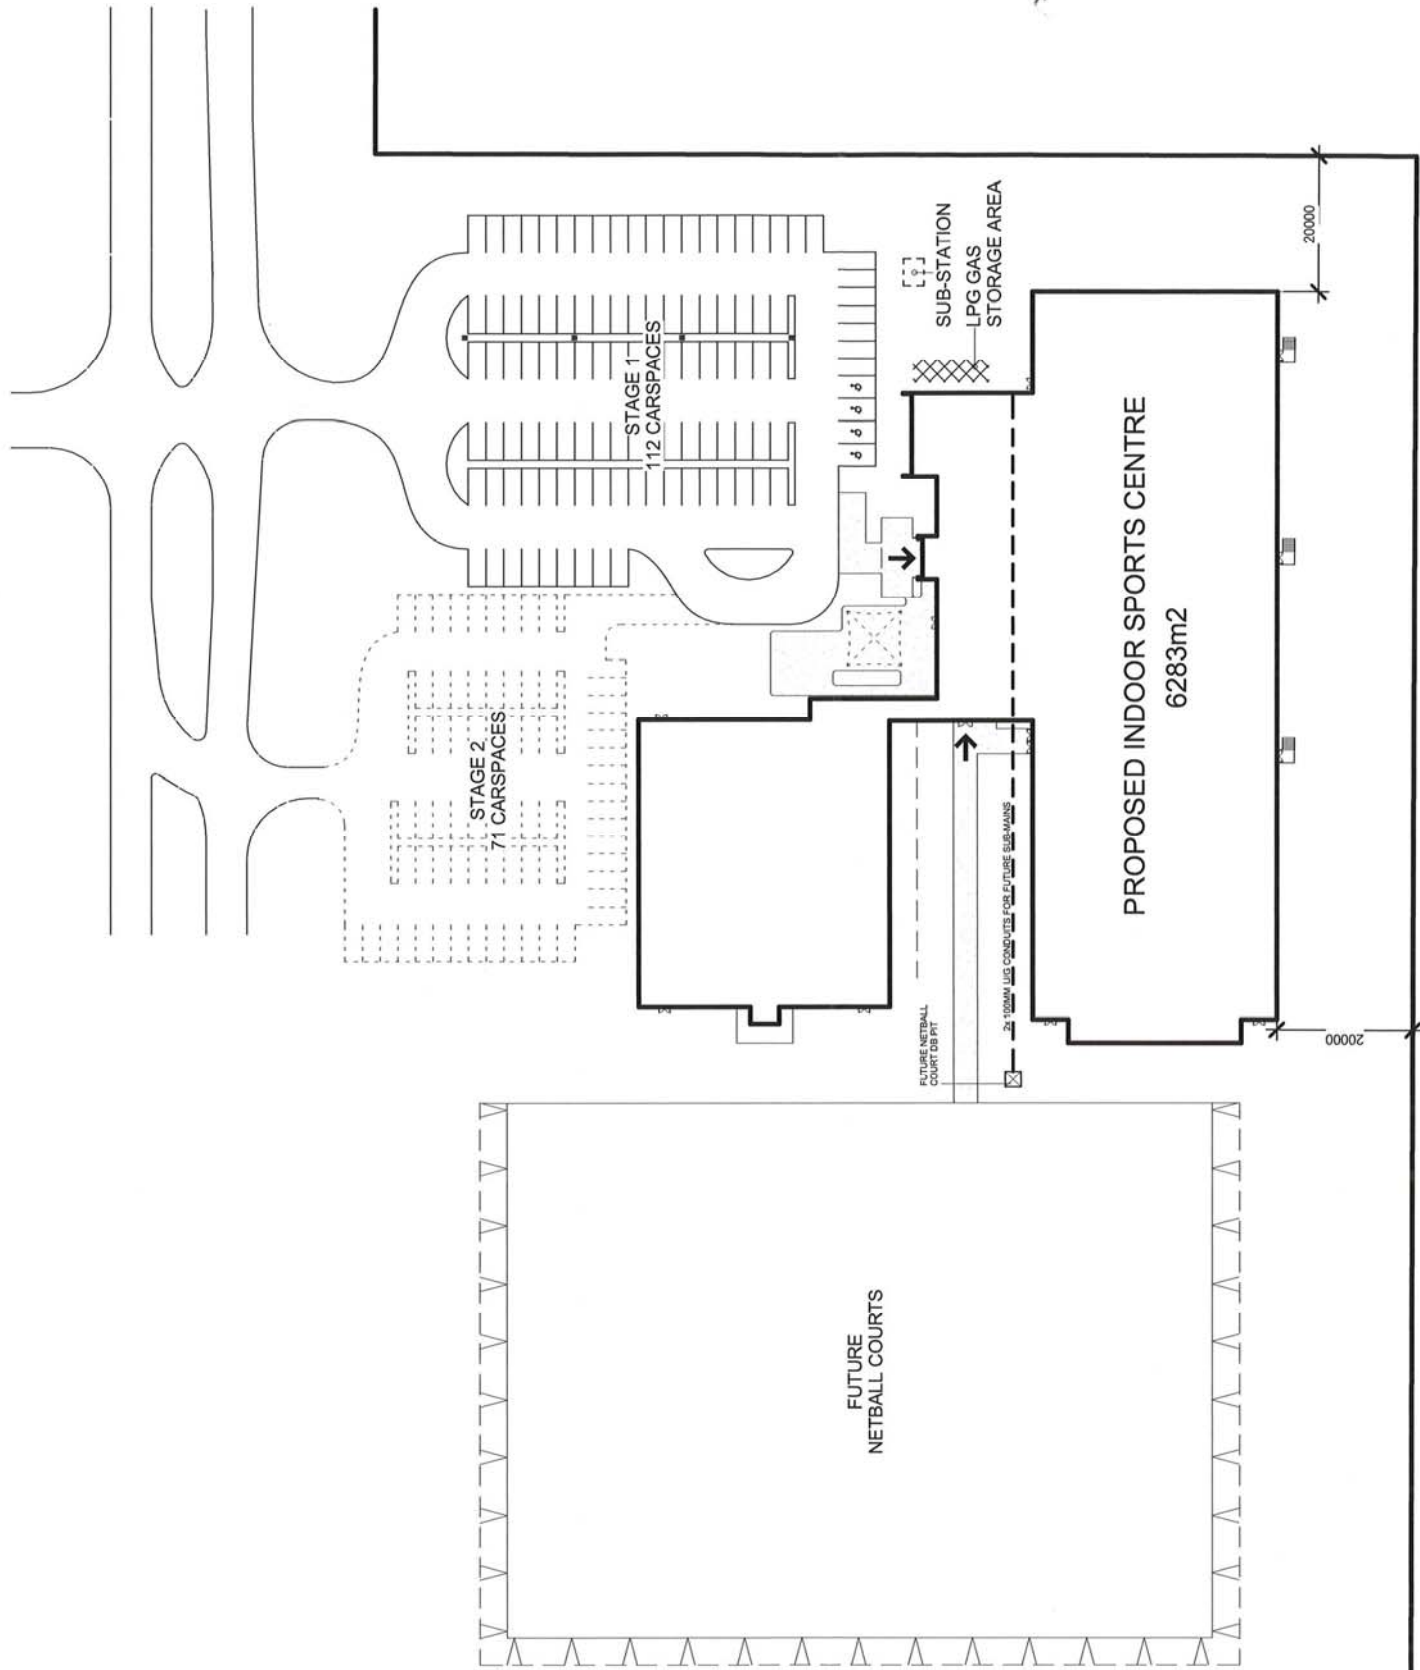 STAGE 1
112 CARSPACES
SUB-STATION
LPG GAS
STORAGE AREA
20000
STAGE 2
71 CARSPACES
PROPOSED INDOOR SPORTS CENTRE
6283m2
2x 100MM U/G CONDUITS FOR FUTURE SUB-MAINS
FUTURE NETBALL
COURT DB PIT
20000
FUTURE
NETBALL COURTS